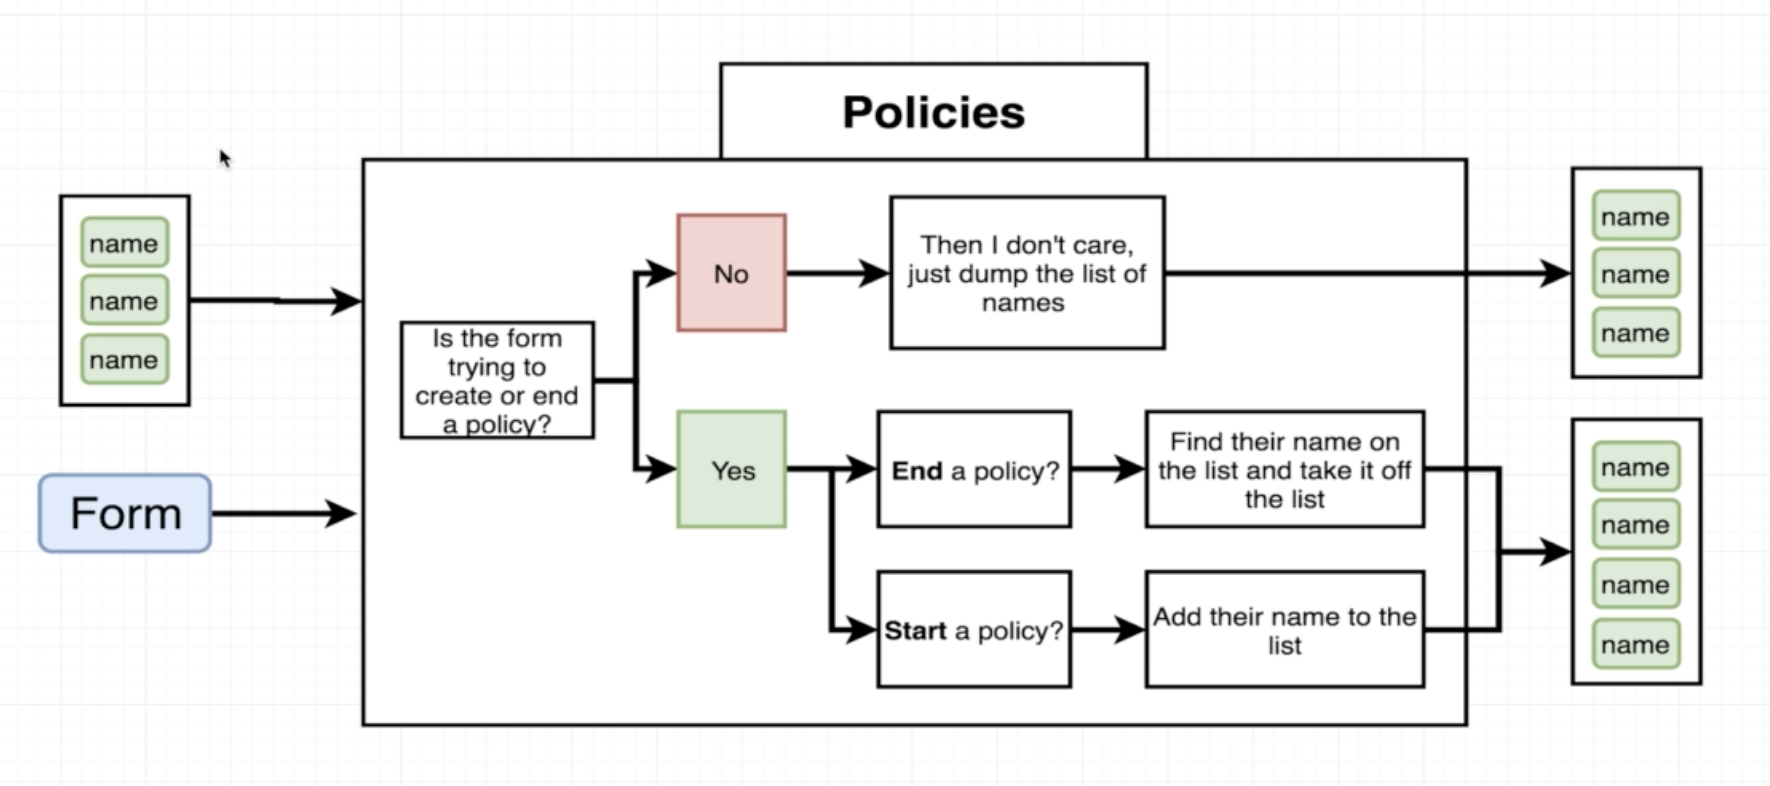 Policies
name
name
name
Form
Is the form
trying to
create or end
a policy?
No
Then I don't care,
just dump the list of
names
Yes
End a policy?
Find their name on
the list and take it off
the list
Start a policy?
Add their name to the
list
name
name
name
name
name
name
name